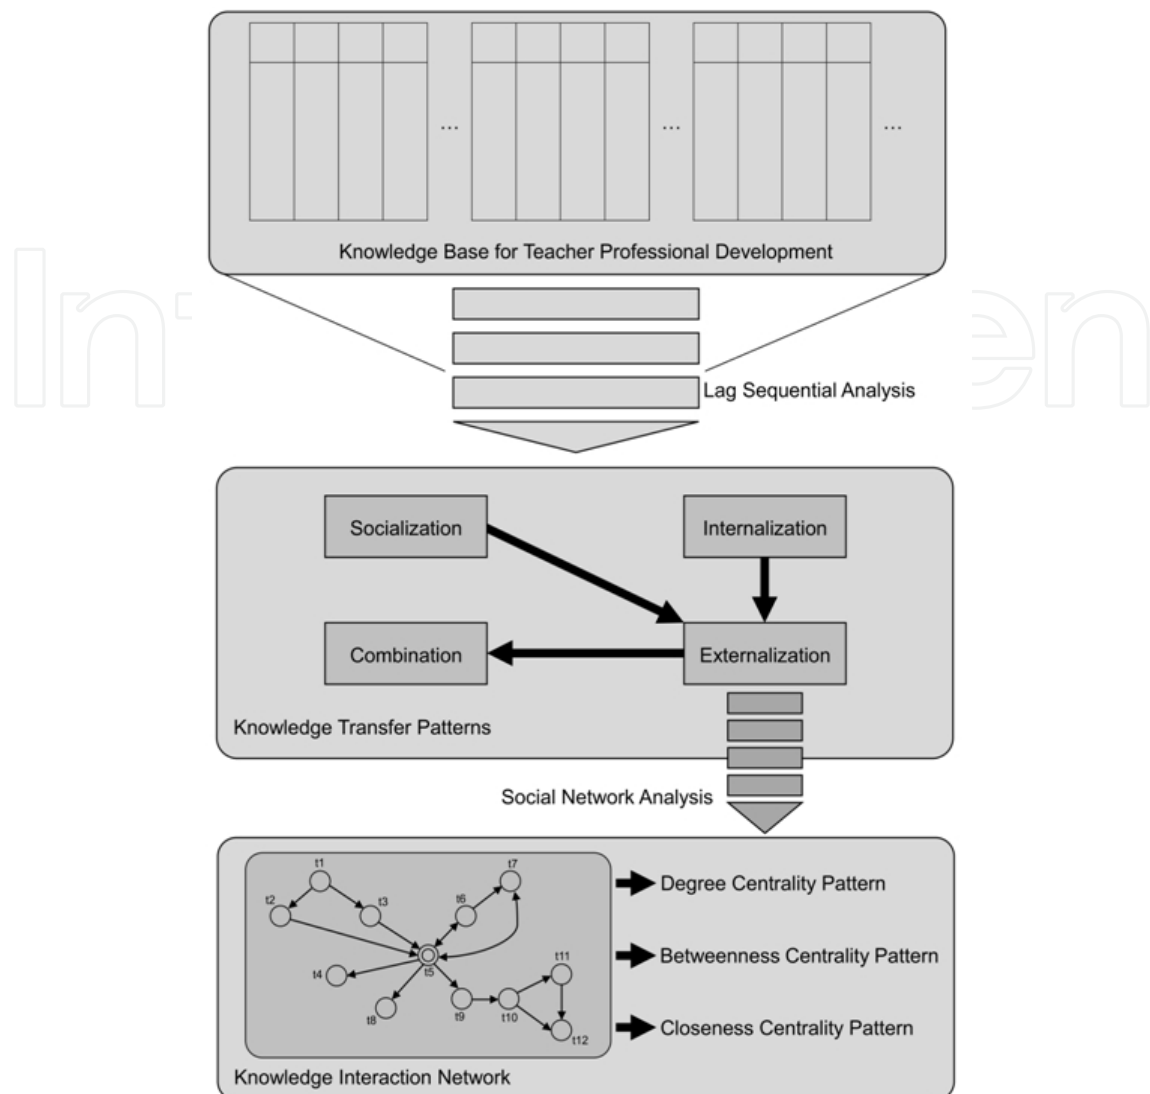 ... ... ...
Knowledge Base for Teacher Professional Development
Lag Sequential Analysis
Socialization
Internalization
Combination
Externalization
Knowledge Transfer Patterns
Social Network Analysis
t1
t7
t2
t3
t6
t4
t5
t11
t8
t9
t10
t12
Degree Centrality Pattern
Betweenness Centrality Pattern
Closeness Centrality Pattern
Knowledge Interaction Network